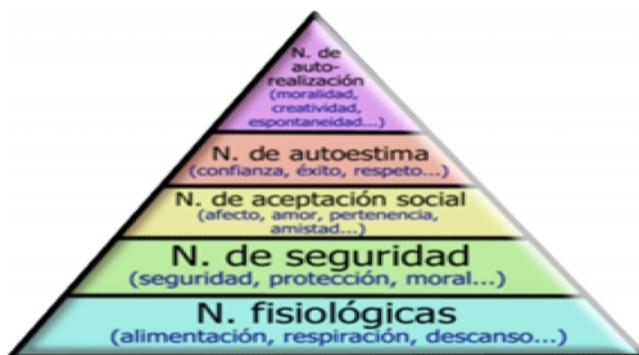 N. de
auto-
realización
(moralidad,
creatividad,
espontaneidad...)
N. de autoestima
(confianza, éxito, respeto...)
N. de aceptación social
(afecto, amor, pertenencia,
amistad...)
N. de seguridad
(seguridad, protección, moral...)
N. fisiológicas
(alimentación, respiración, descanso...)